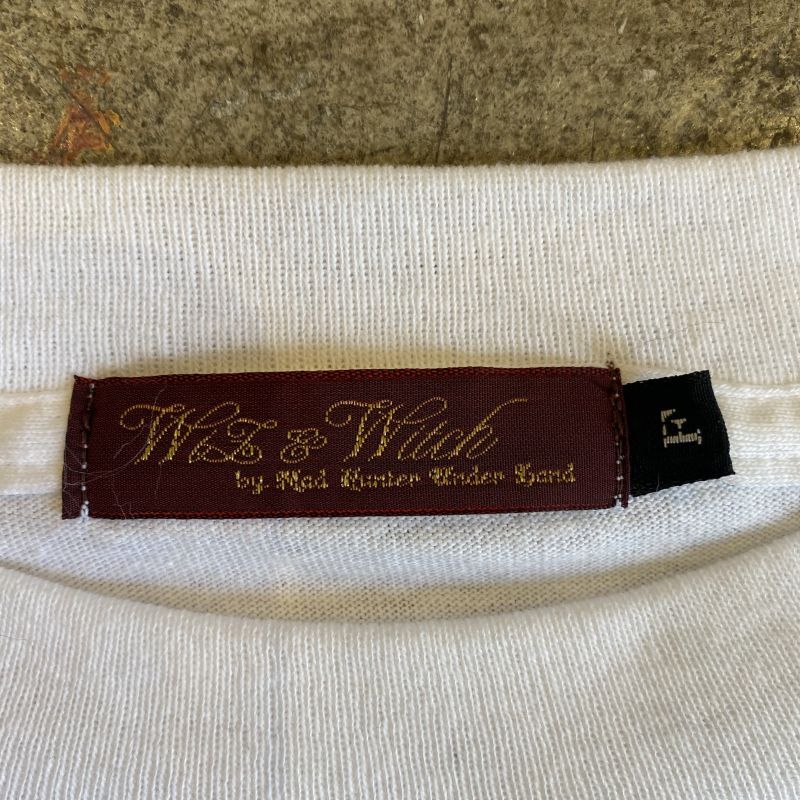 Wiz & Witch
by. Mad Hunter Under Hand
L